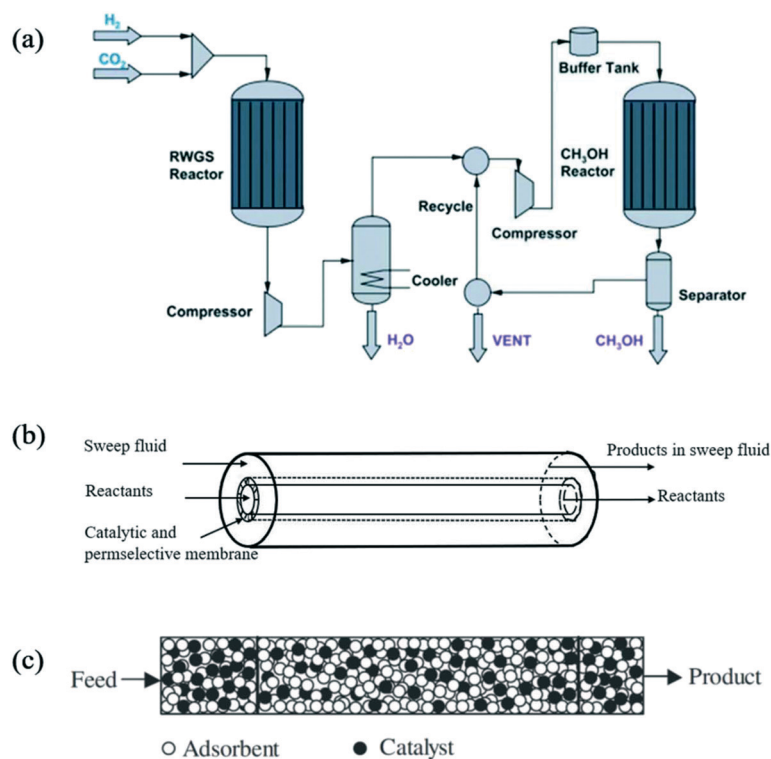 (a)
H₂
CO₂
RWGS
Reactor
Compressor
Cooler
H₂O
Recycle
VENT
Compressor
Buffer Tank
CH₃OH
Reactor
Separator
CH₃OH
(b)
Sweep fluid
Reactants
Catalytic and
permselective membrane
Products in sweep fluid
Reactants
(c)
Feed
Product
Adsorbent
Catalyst